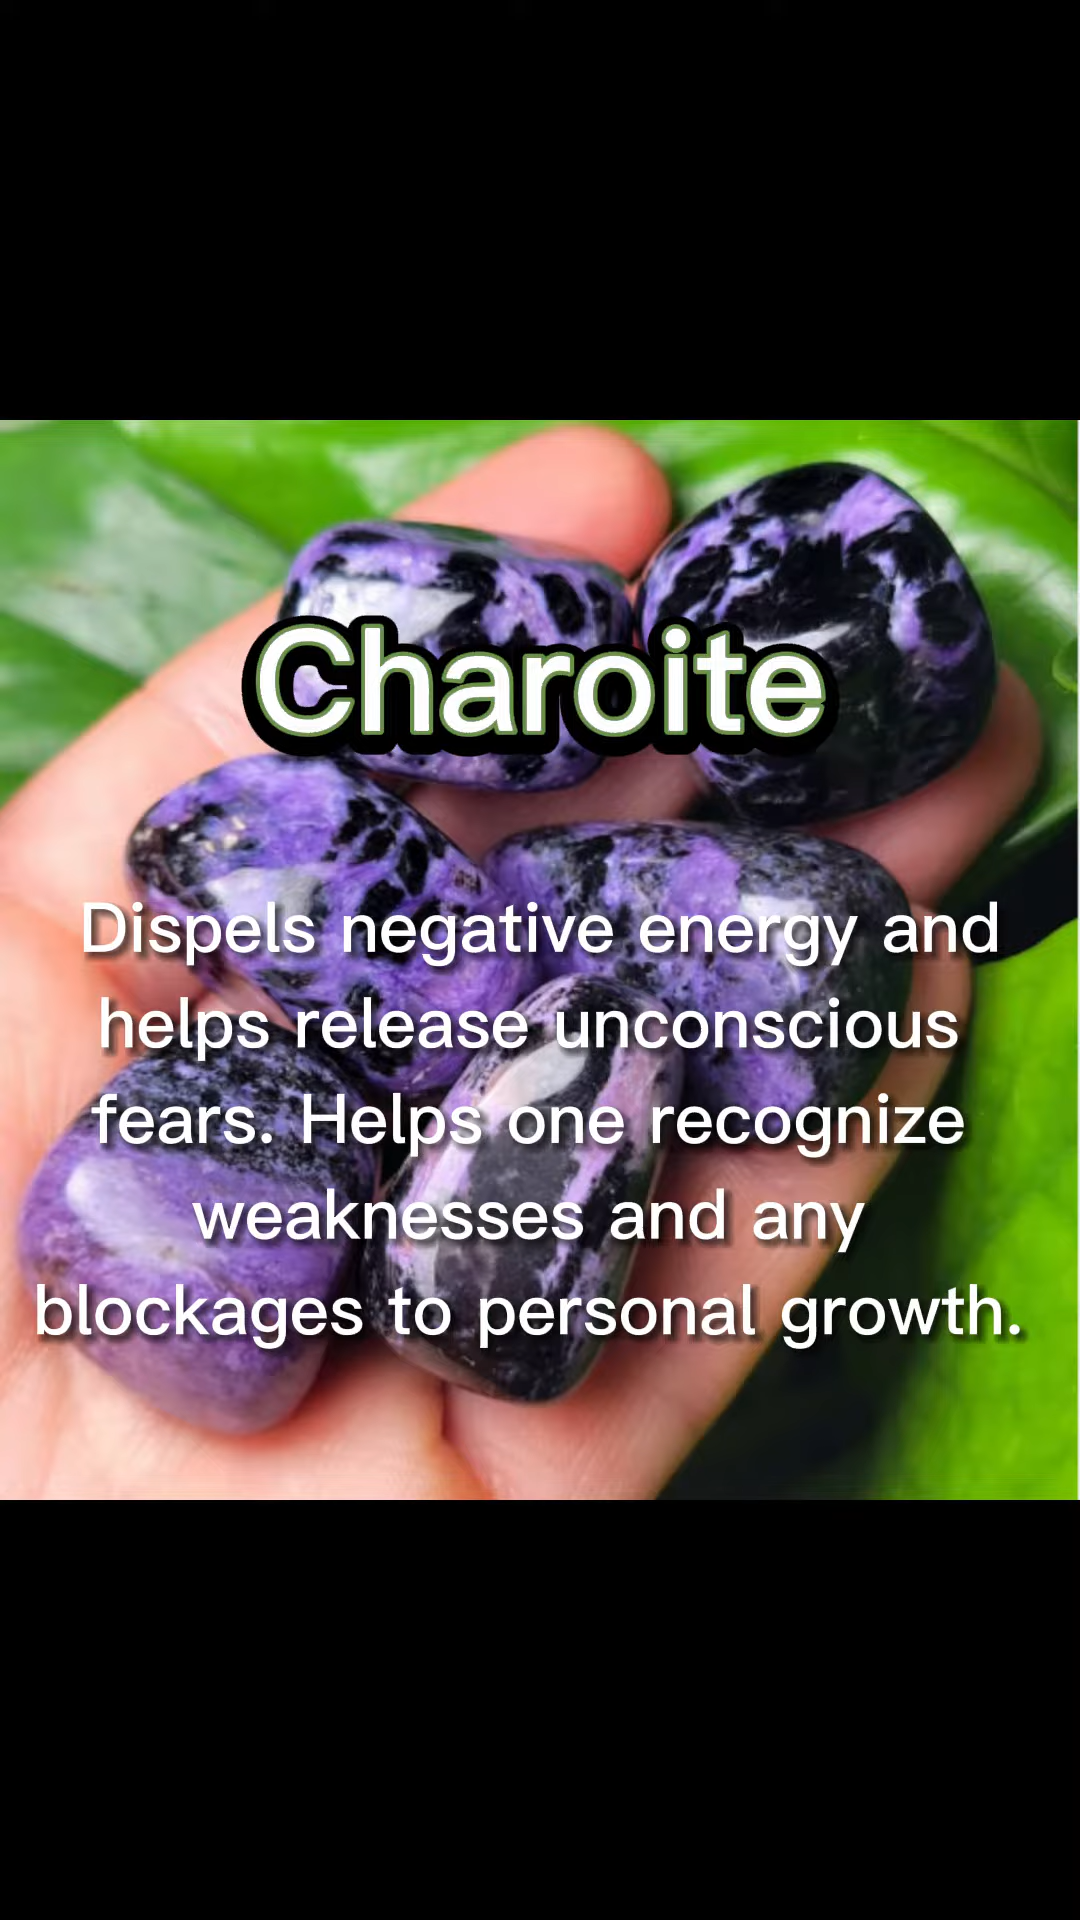 Charoite
Dispels negative energy and
helps release unconscious
fears. Helps one recognize
weaknesses and any
blockages to personal growth.